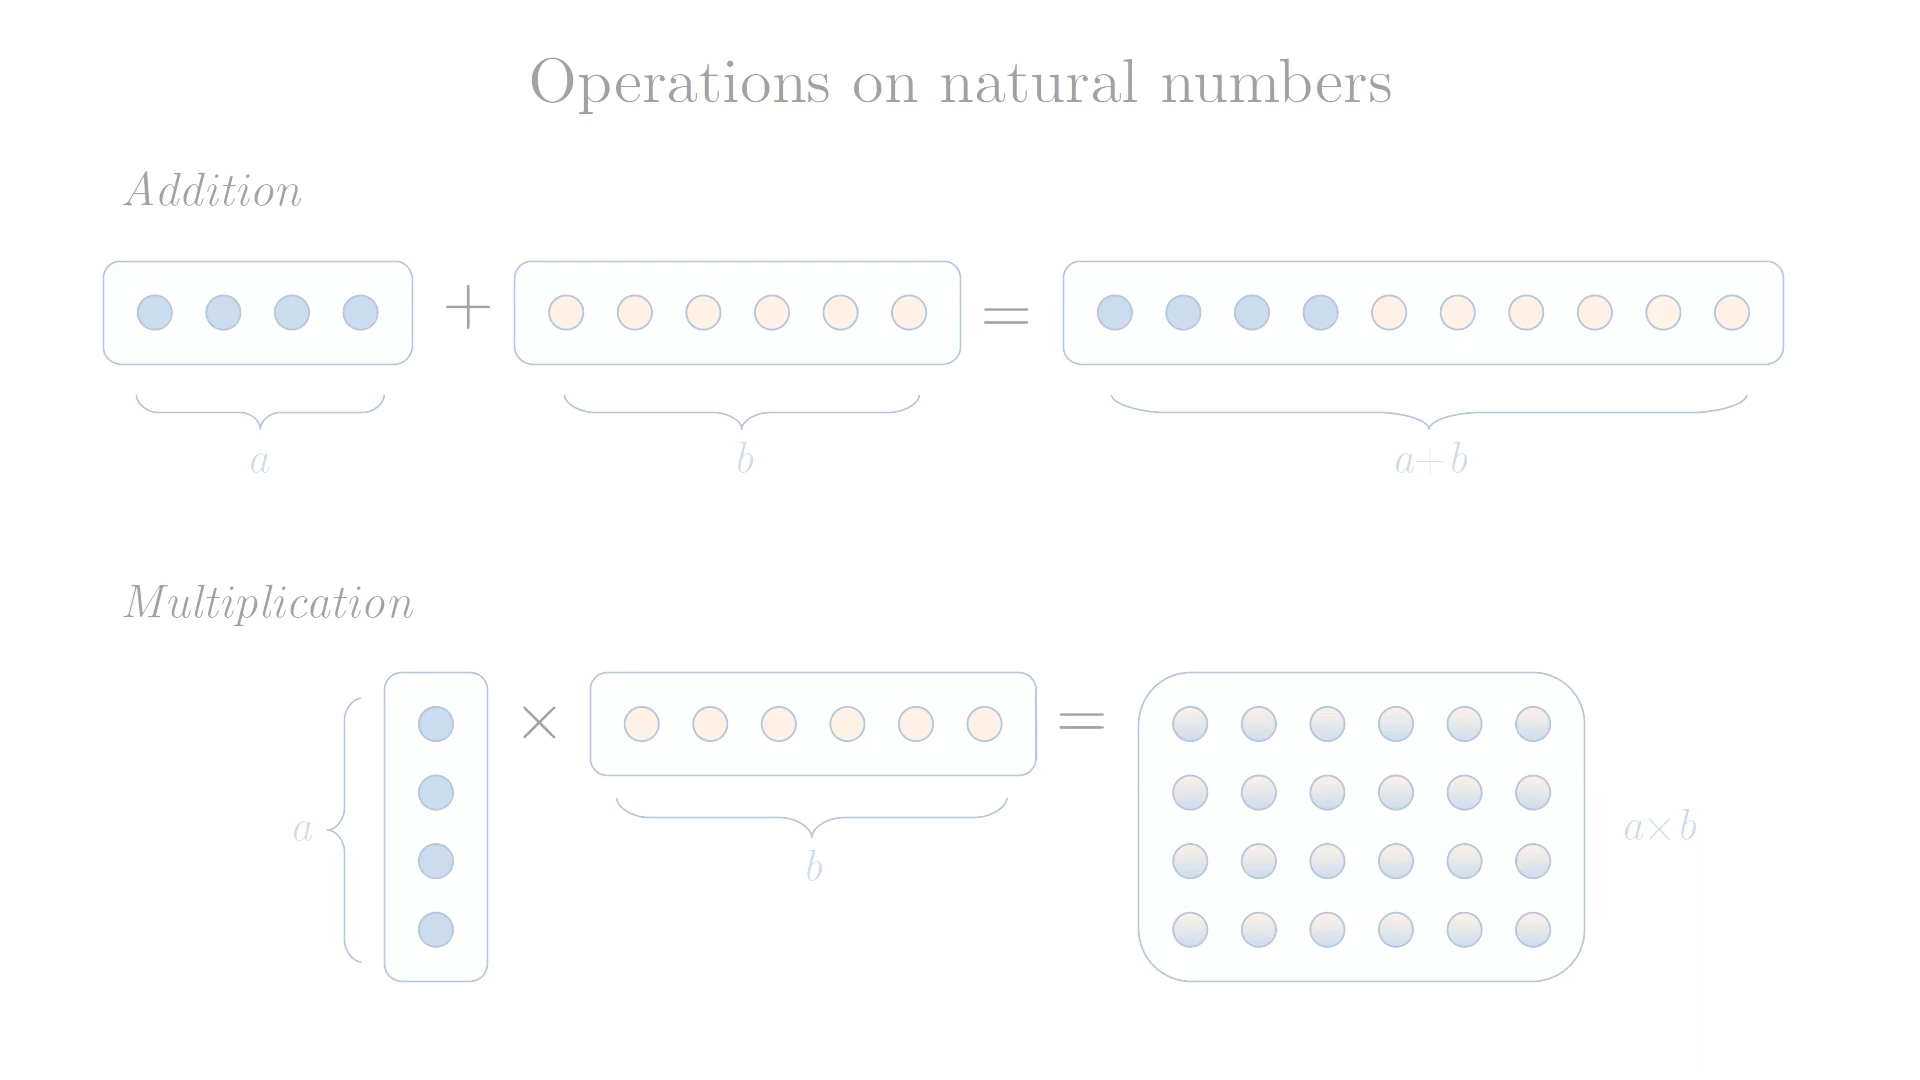 Operations on natural numbers
Addition
+ =
a b a+b
Multiplication
× =
a a×b
b